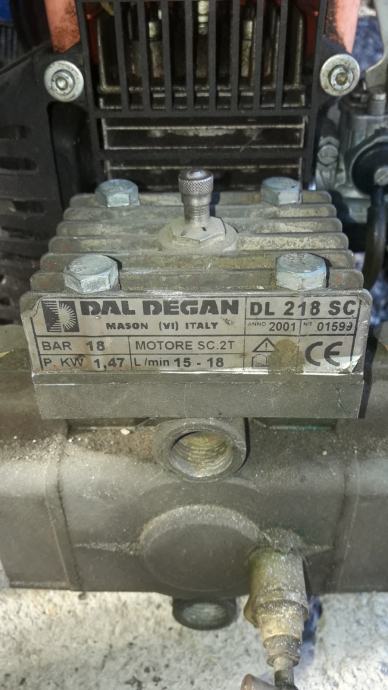 DAL DEGAN DL 218 SC
MASON (VI) ITALY ANNO 2001 N° 01599
BAR 18 MOTORE SC.2T
P. KW 1,47 L/min 15 - 18 CE